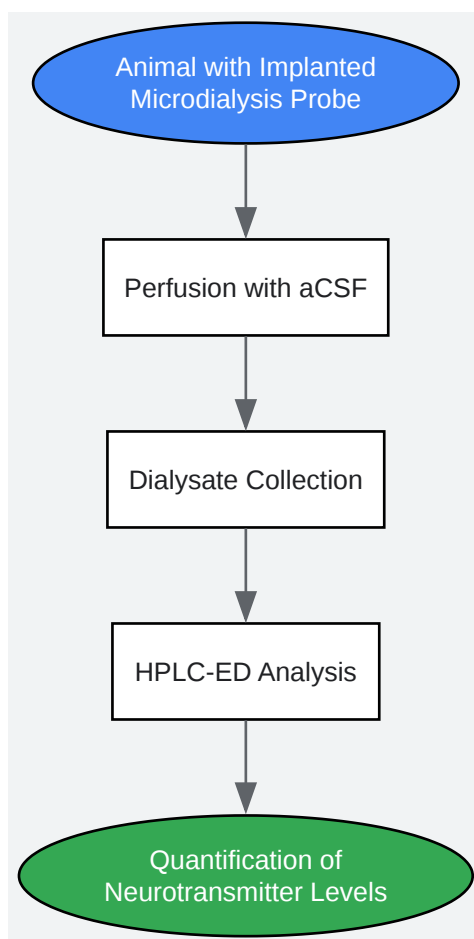 Animal with Implanted
Microdialysis Probe
Perfusion with aCSF
Dialysate Collection
HPLC-ED Analysis
Quantification of
Neurotransmitter Levels